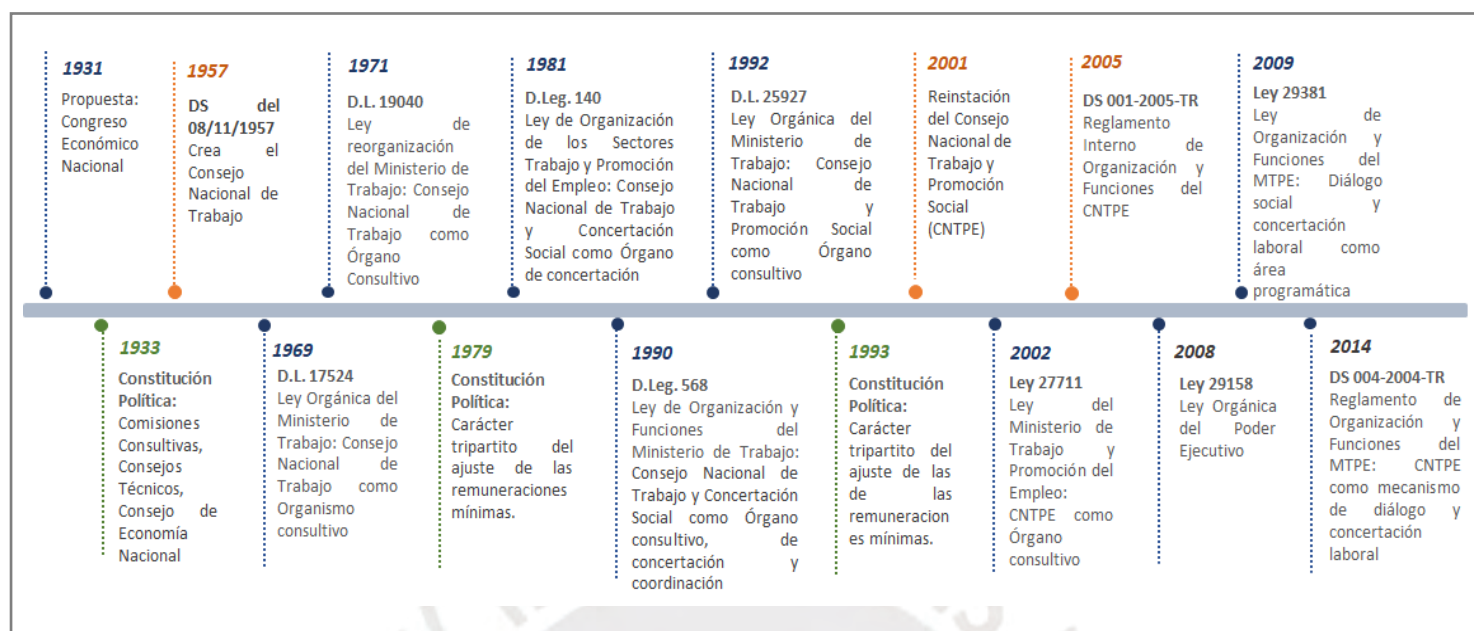 1931
Propuesta:
Congreso
Económico
Nacional
1957
DS del
08/11/1957
Crea el
Consejo
Nacional de
Trabajo
1971
D.L. 19040
Ley de
reorganización
del Ministerio de
Trabajo: Consejo
Nacional de
Trabajo como
Órgano
Consultivo
1981
D.Leg. 140
Ley de Organización
de los Sectores
Trabajo y Promoción
del Empleo: Consejo
Nacional de Trabajo
y Concertación
Social como Órgano
de concertación
1992
D.L. 25927
Ley Orgánica del
Ministerio de
Trabajo: Consejo
Nacional de
Trabajo y
Promoción Social
como Órgano
consultivo
2001
Reinstación
del Consejo
Nacional de
Trabajo y
Promoción
Social
(CNTPE)
2005
DS 001-2005-TR
Reglamento
Interno de
Organización y
Funciones del
CNTPE
2009
Ley 29381
Ley de
Organización y
Funciones del
MTPE: Diálogo
social y
concertación
laboral como
área
programática
1933
Constitución
Política:
Comisiones
Consultivas,
Consejos
Técnicos,
Consejo de
Economía
Nacional
1969
D.L. 17524
Ley Orgánica del
Ministerio de
Trabajo: Consejo
Nacional de
Trabajo como
Organismo
consultivo
1979
Constitución
Política:
Carácter
tripartito del
ajuste de las
remuneraciones
mínimas.
1990
D.Leg. 568
Ley de Organización y
Funciones del
Ministerio de Trabajo:
Consejo Nacional de
Trabajo y Concertación
Social como Órgano
consultivo, de
concertación y
coordinación
1993
Constitución
Política:
Carácter
tripartito del
ajuste de las
de las
remuneracion
es mínimas.
2002
Ley 27711
Ley del
Ministerio de
Trabajo y
Promoción del
Empleo:
CNTPE como
Órgano
consultivo
2008
Ley 29158
Ley Orgánica
del Poder
Ejecutivo
2014
DS 004-2004-TR
Reglamento de
Organización y
Funciones del
MTPE: CNTPE
como mecanismo
de diálogo y
concertación
laboral